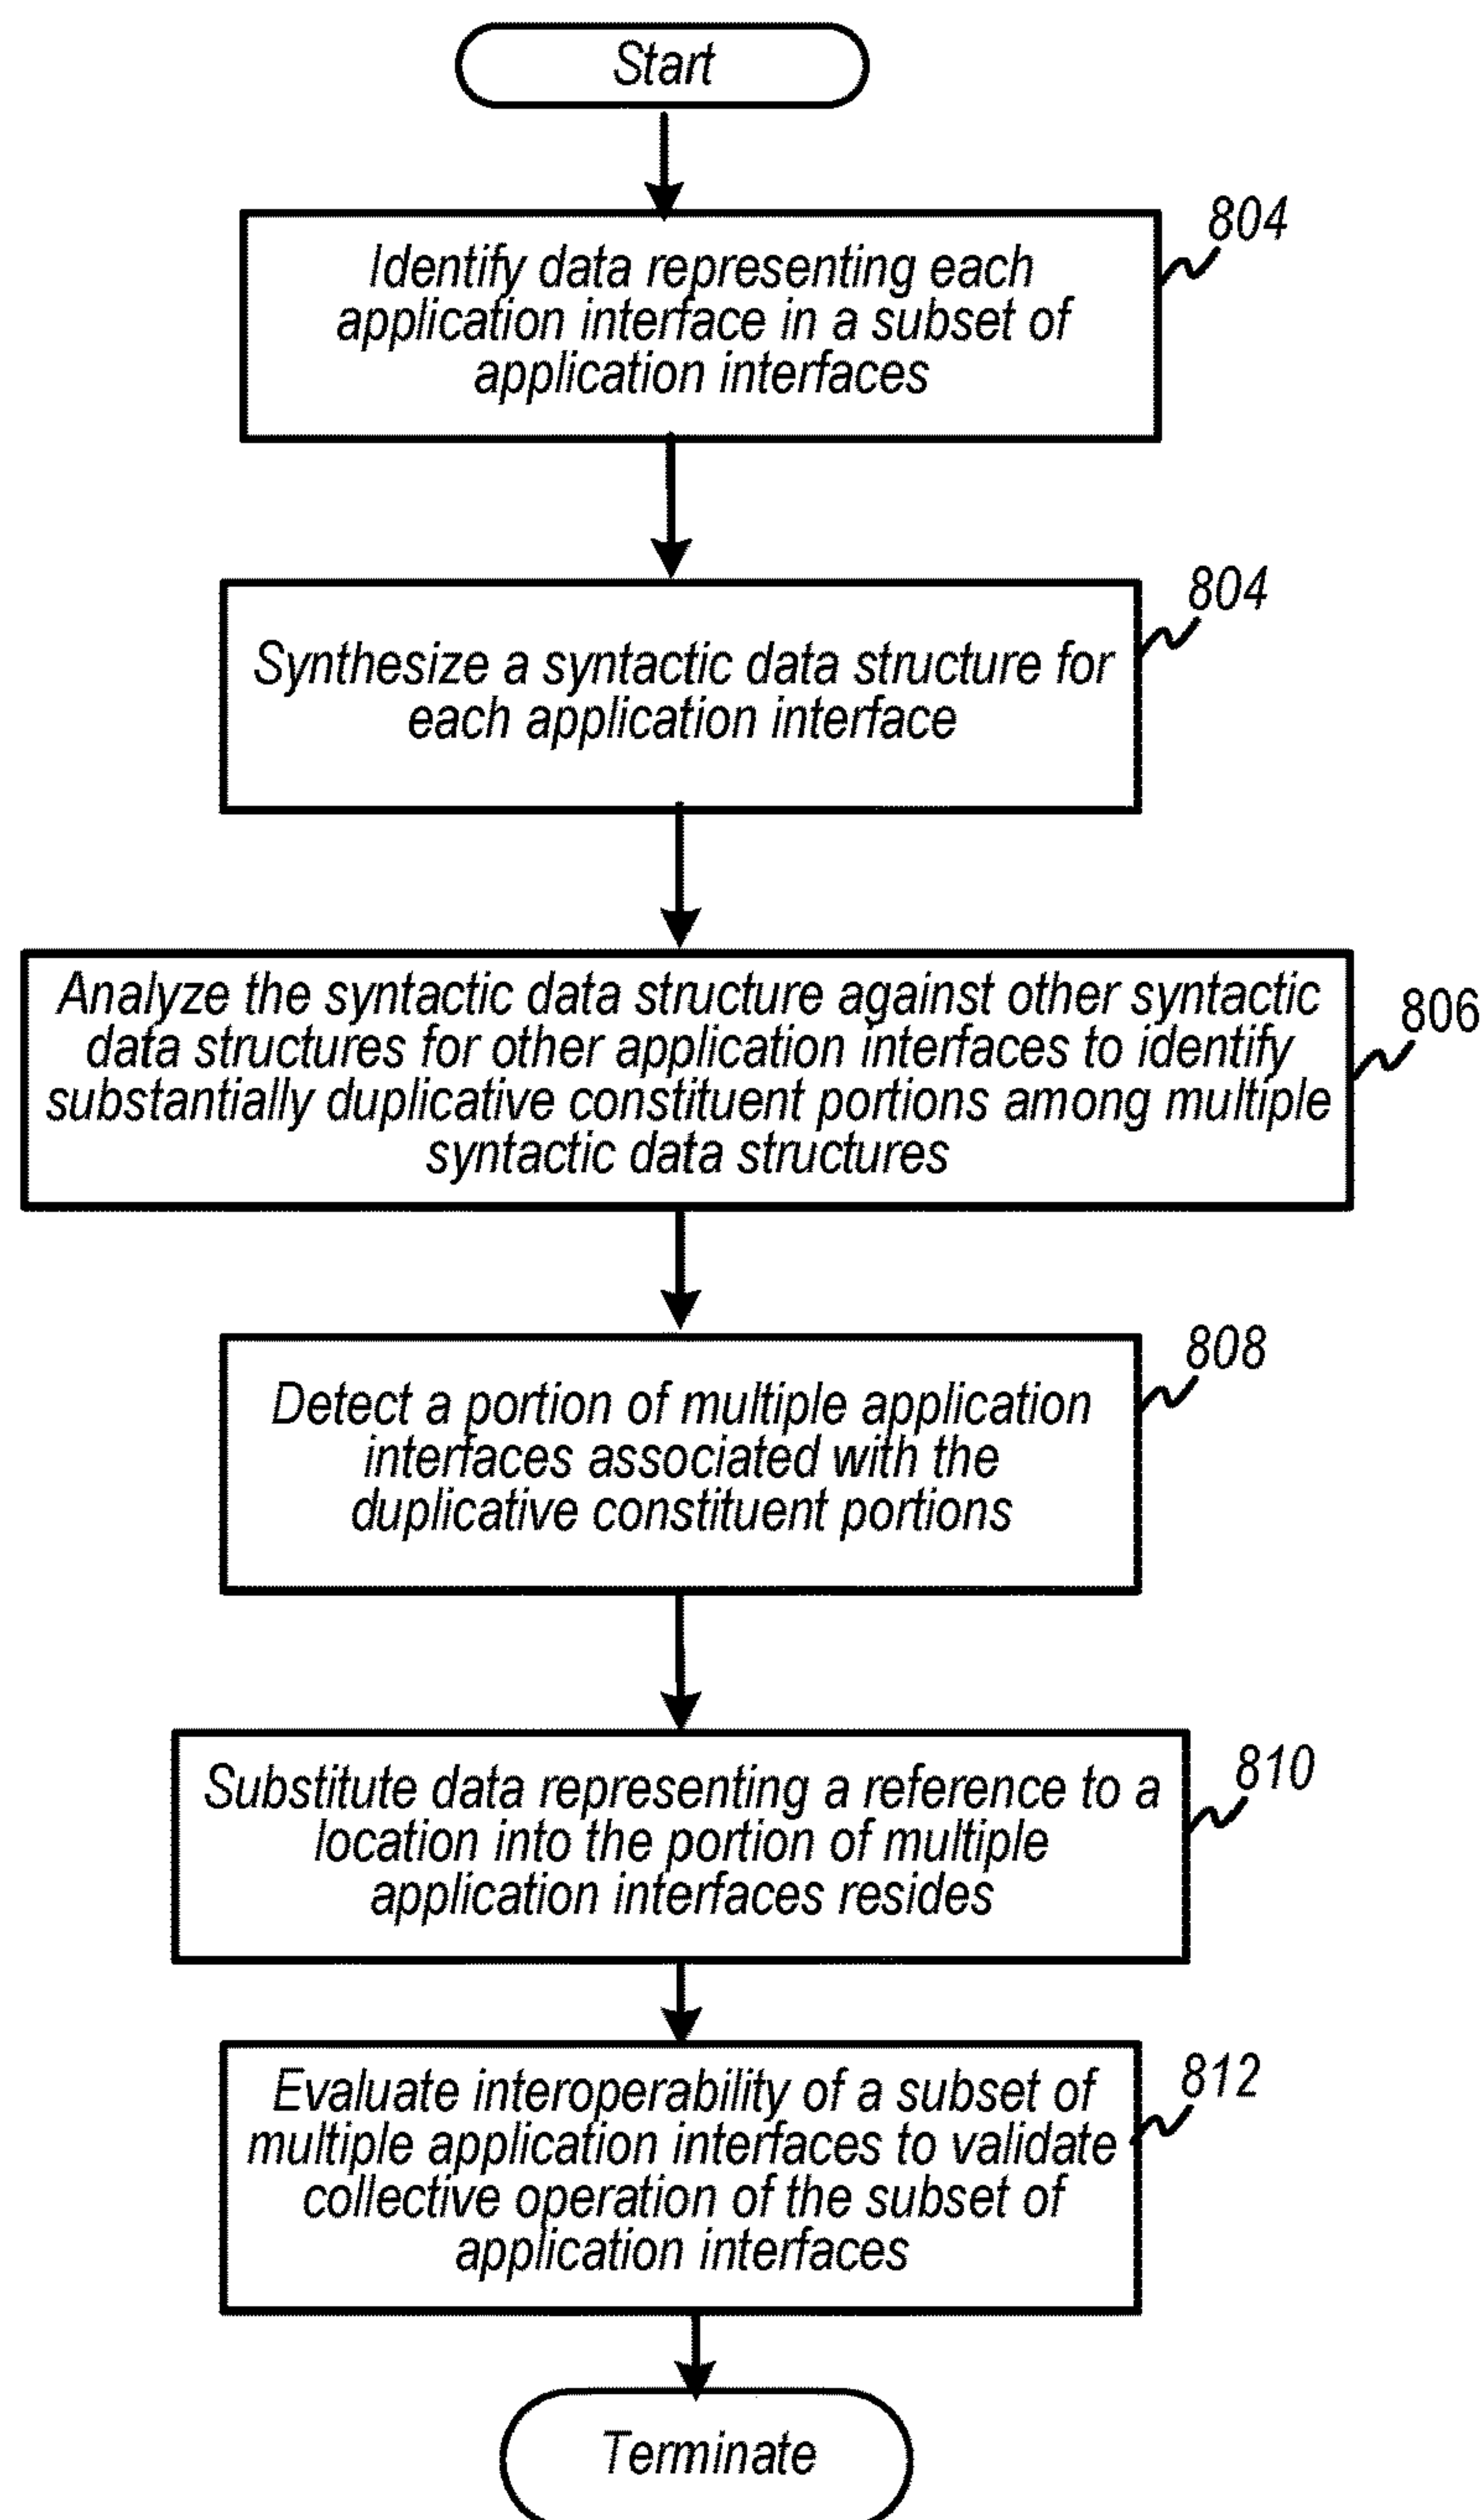 Start
804
Identify data representing each
application interface in a subset of
application interfaces
804
Synthesize a syntactic data structure for
each application interface
806
Analyze the syntactic data structure against other syntactic
data structures for other application interfaces to identify
substantially duplicative constituent portions among multiple
syntactic data structures
808
Detect a portion of multiple application
interfaces associated with the
duplicative constituent portions
810
Substitute data representing a reference to a
location into the portion of multiple
application interfaces resides
812
Evaluate interoperability of a subset of
multiple application interfaces to validate
collective operation of the subset of
application interfaces
Terminate